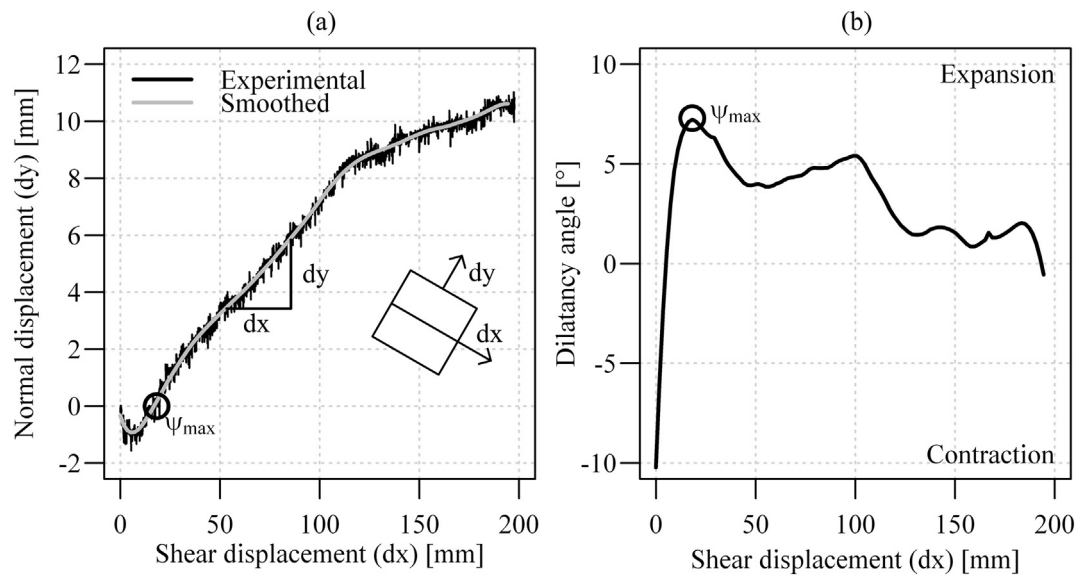 (a)
Normal displacement (dy) [mm]
12
10
8
6
4
2
0
-2
Experimental
Smoothed
dy
dx
dy
dx
ψmax
0
50
100
150
200
Shear displacement (dx) [mm]
(b)
Dilatancy angle [°]
10
5
0
-5
-10
Expansion
ψmax
Contraction
0
50
100
150
200
Shear displacement (dx) [mm]